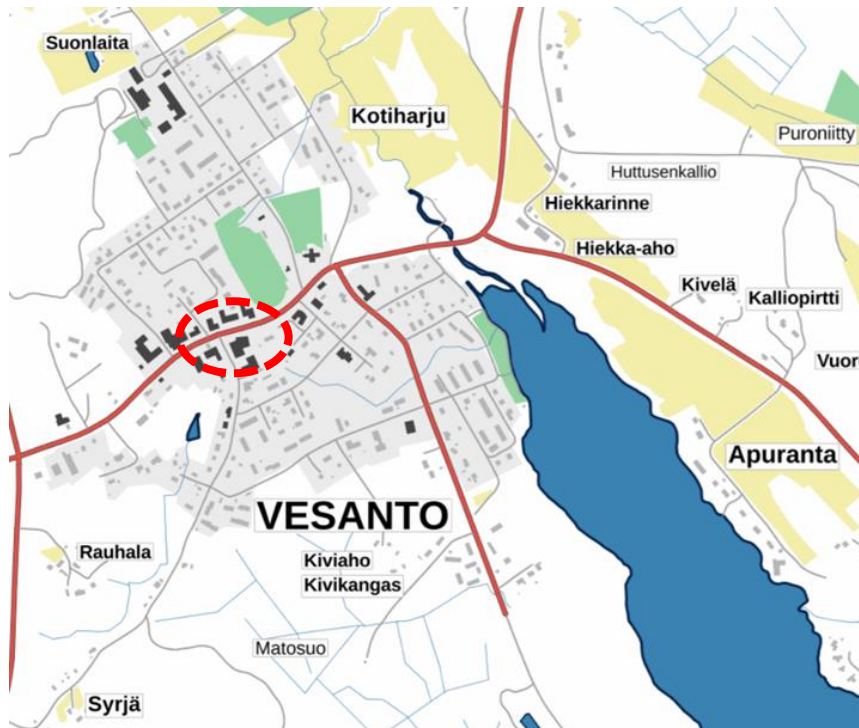 Suonlaita
Kotiharju
Puroniitty
Huttusenkallio
Hiekkarinne
Hiekka-aho
Kivelä
Kalliopirtti
Vuor
Apuranta
VESANTO
Rauhala
Kiviaho
Kivikangas
Matosuo
Syrjä